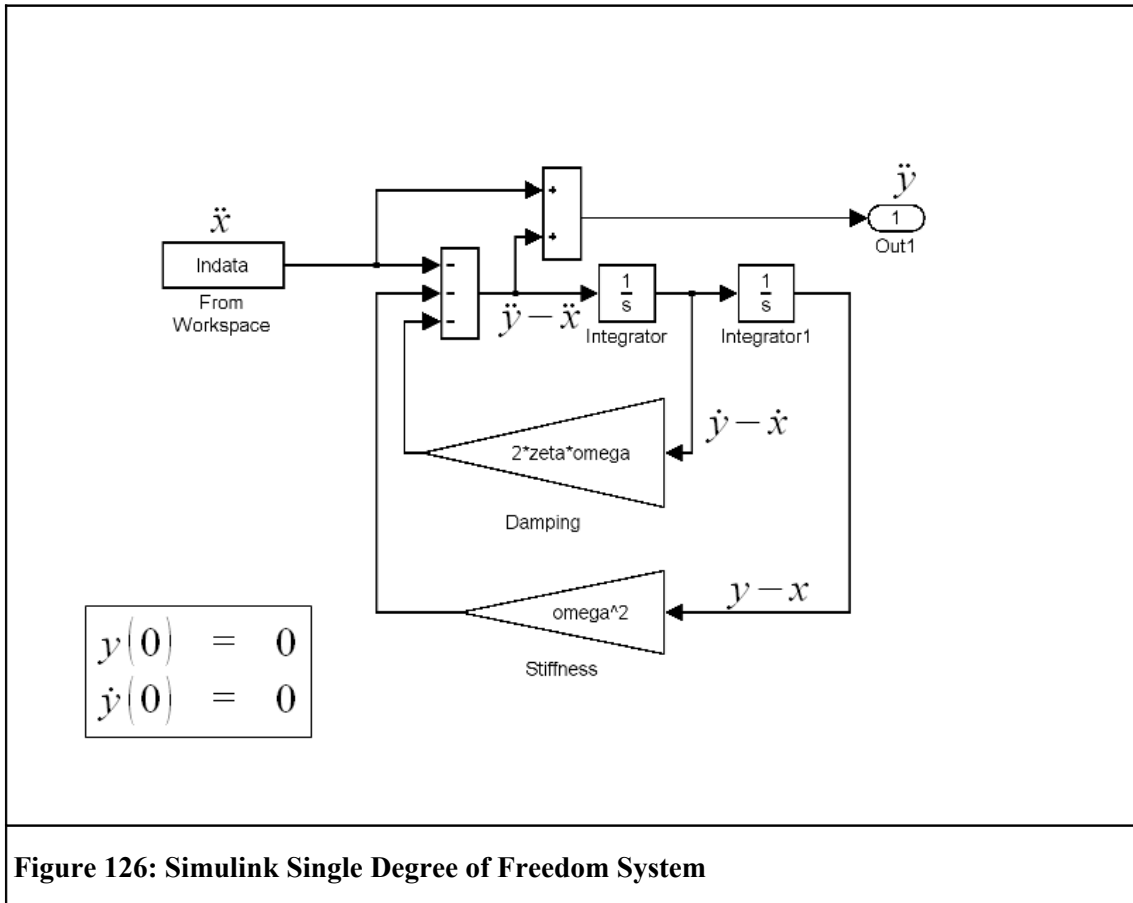 ÿ
+
1
Out1
ẍ
Indata
From
Workspace
+
-
-
-
ÿ − ẍ
1
s
Integrator
1
s
Integrator1
2*zeta*omega
ẏ − ẋ
Damping
omega^2
y − x
Stiffness
y(0) = 0
ẏ(0) = 0
Figure 126: Simulink Single Degree of Freedom System